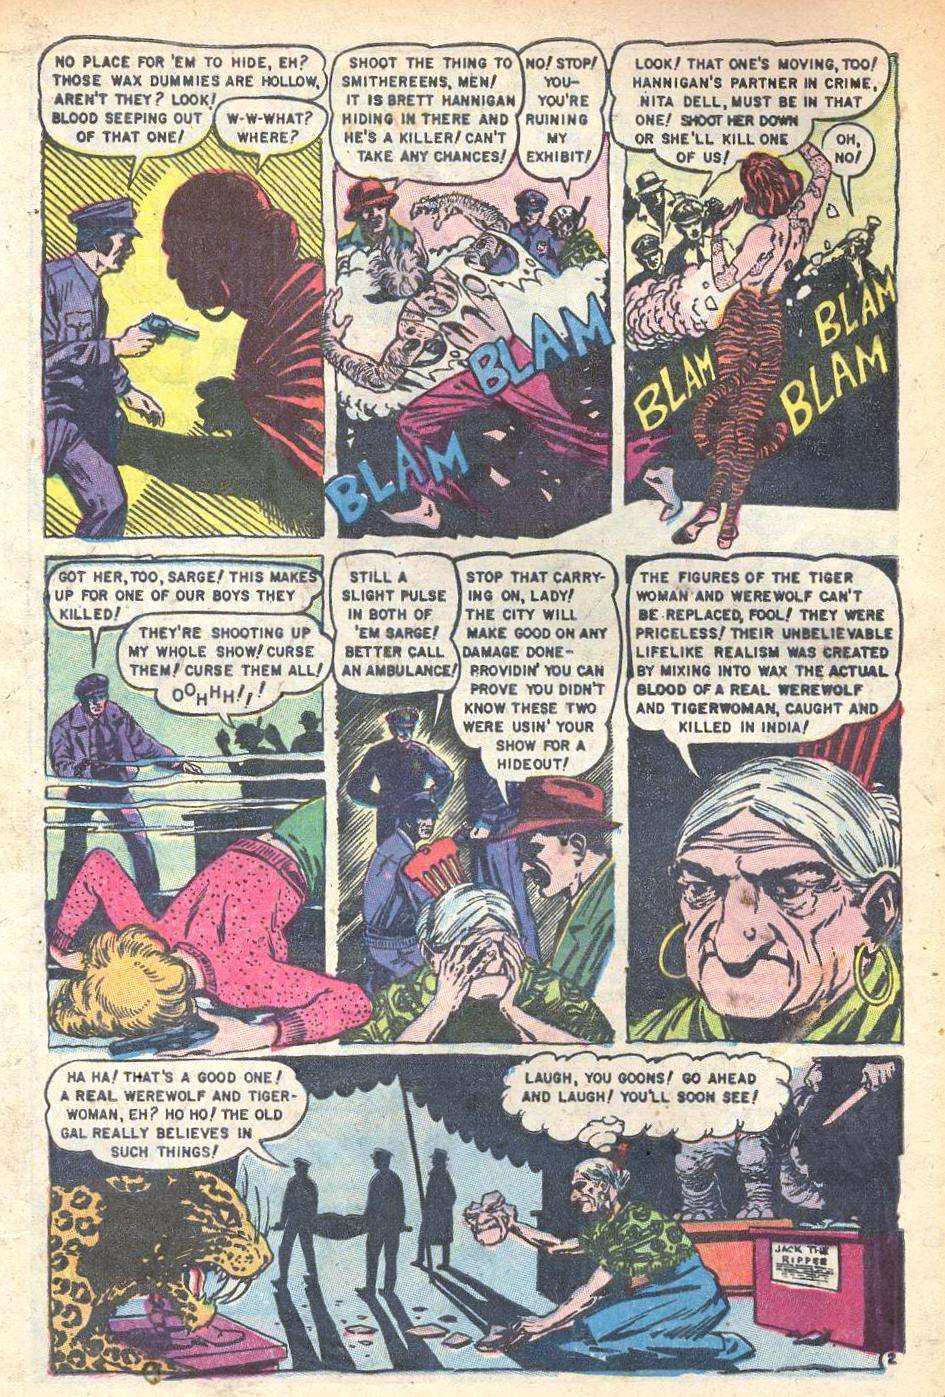 NO PLACE FOR 'EM TO HIDE, EH?
THOSE WAX DUMMIES ARE HOLLOW,
AREN'T THEY? LOOK!
BLOOD SEEPING OUT
OF THAT ONE!
W-W-WHAT?
WHERE?
SHOOT THE THING TO
SMITHEREENS, MEN!
IT IS BRETT HANNIGAN
HIDING IN THERE AND
HE'S A KILLER! CAN'T
TAKE ANY CHANCES!
NO! STOP!
YOU-
YOU'RE
RUINING
MY
EXHIBIT!
BLAM
BLAM
LOOK! THAT ONE'S MOVING, TOO!
HANNIGAN'S PARTNER IN CRIME,
NITA DELL, MUST BE IN THAT
ONE! SHOOT HER DOWN
OR SHE'LL KILL ONE
OF US!
OH,
NO!
BLAM
BLAM
BLAM
GOT HER, TOO, SARGE! THIS MAKES
UP FOR ONE OF OUR BOYS THEY
KILLED!
THEY'RE SHOOTING UP
MY WHOLE SHOW! CURSE
THEM! CURSE THEM ALL!
OOHHH!,!
STILL A
SLIGHT PULSE
IN BOTH OF
'EM SARGE!
BETTER CALL
AN AMBULANCE!
STOP THAT CARRY-
ING ON, LADY!
THE CITY WILL
MAKE GOOD ON ANY
DAMAGE DONE-
PROVIDIN' YOU CAN
PROVE YOU DIDN'T
KNOW THESE TWO
WERE USIN' YOUR
SHOW FOR A
HIDEOUT!
THE FIGURES OF THE TIGER
WOMAN AND WEREWOLF CAN'T
BE REPLACED, FOOL! THEY WERE
PRICELESS! THEIR UNBELIEVABLE
LIFELIKE REALISM WAS CREATED
BY MIXING INTO WAX THE ACTUAL
BLOOD OF A REAL WEREWOLF
AND TIGERWOMAN, CAUGHT AND
KILLED IN INDIA!
HA HA! THAT'S A GOOD ONE!
A REAL WEREWOLF AND TIGER-
WOMAN, EH? HO HO! THE OLD
GAL REALLY BELIEVES IN
SUCH THINGS!
LAUGH, YOU GOONS! GO AHEAD
AND LAUGH! YOU'LL SOON SEE!
JACK THE
RIPPER
2